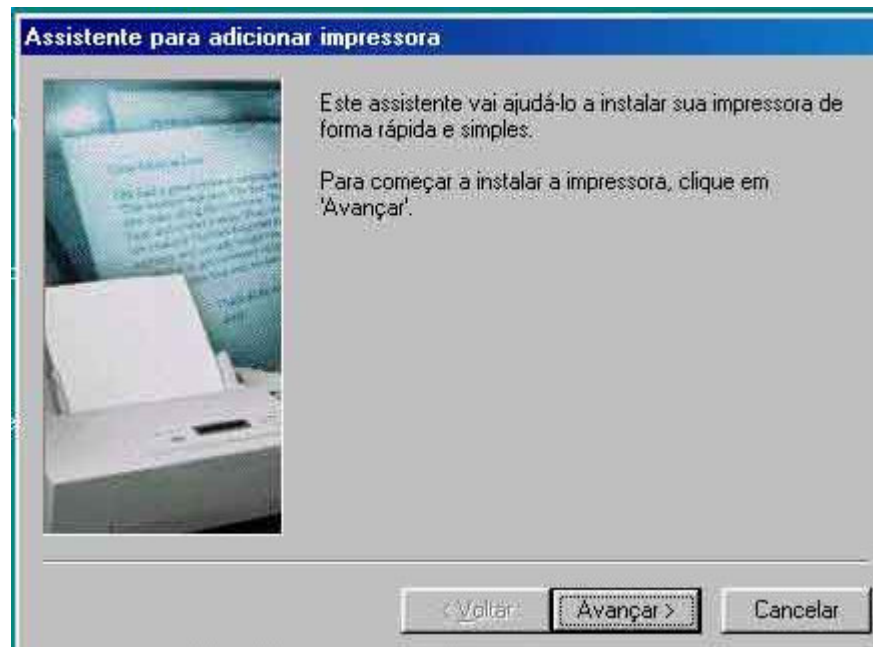 Assistente para adicionar impressora
Este assistente vai ajudá-lo a instalar sua impressora de
forma rápida e simples.
Para começar a instalar a impressora, clique em
'Avançar'.
< Voltar
Avançar >
Cancelar